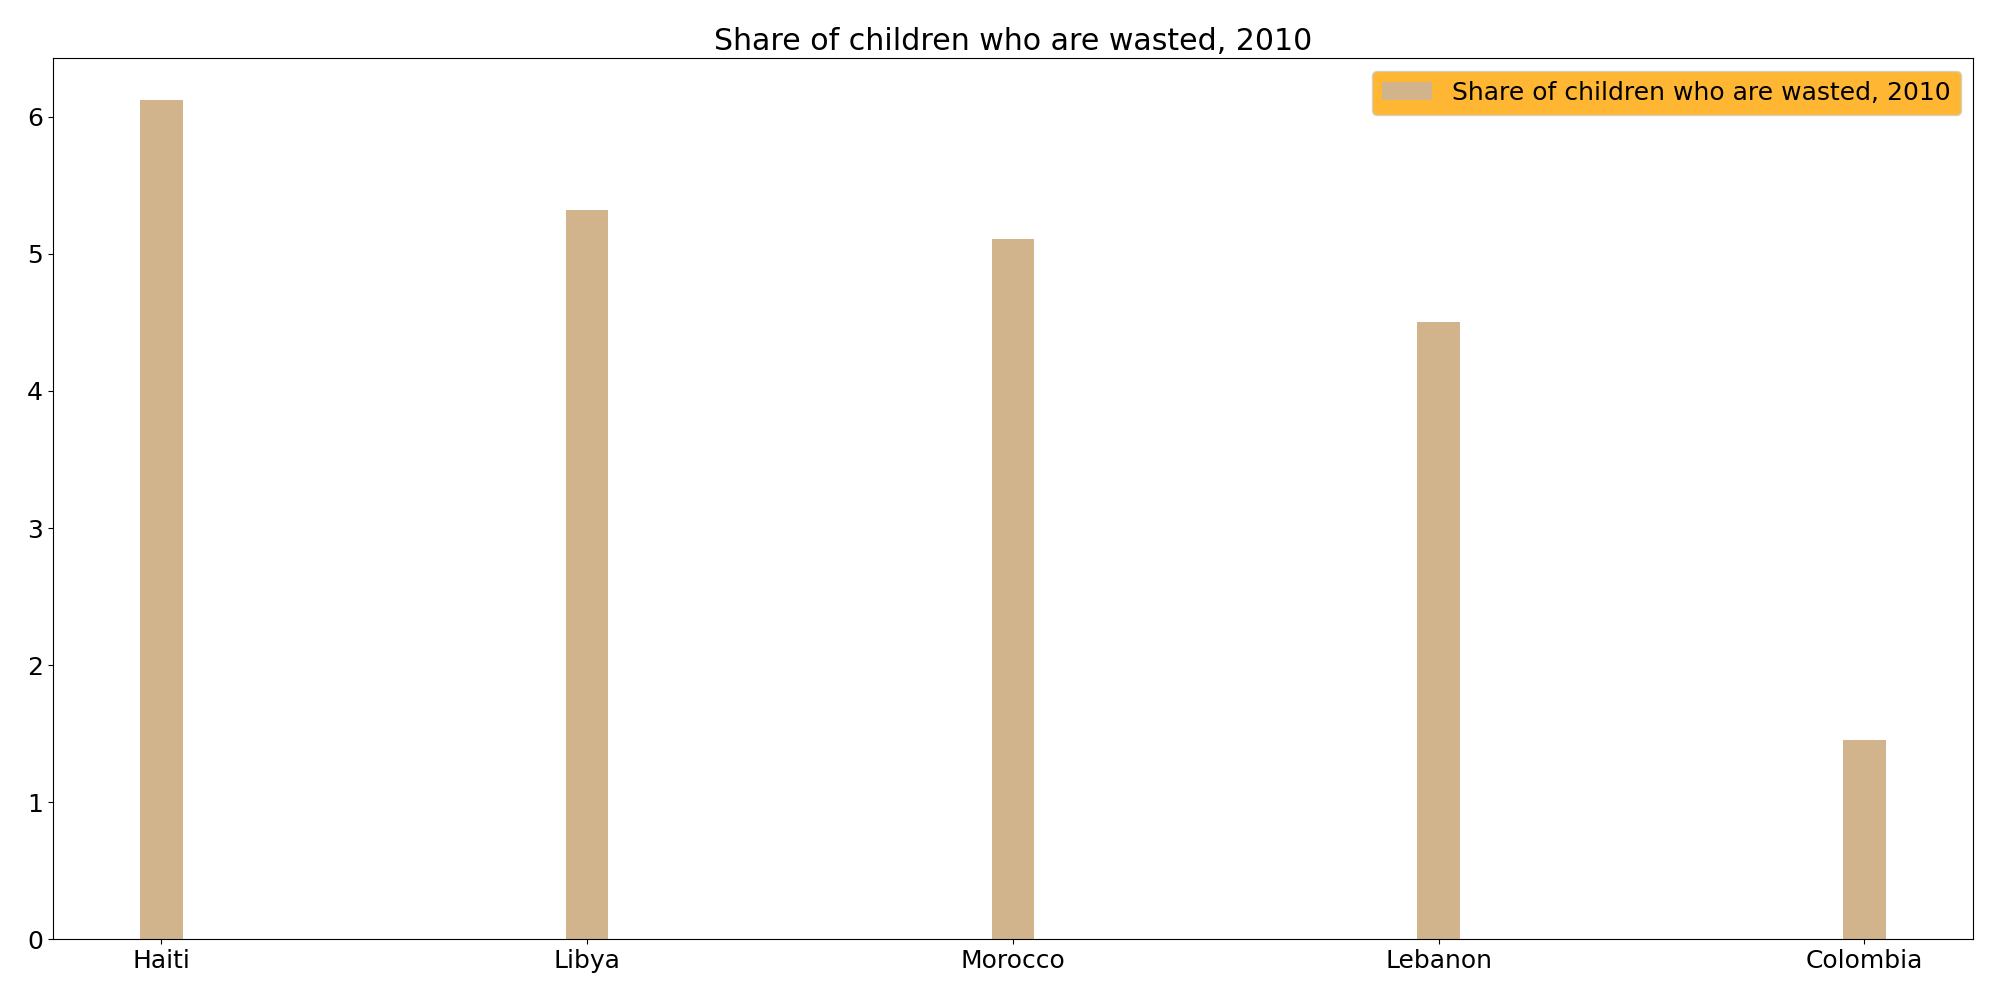 Share of children who are wasted, 2010
Share of children who are wasted, 2010
6
5
4
3
2
1
0
Haiti Libya Morocco Lebanon Colombia